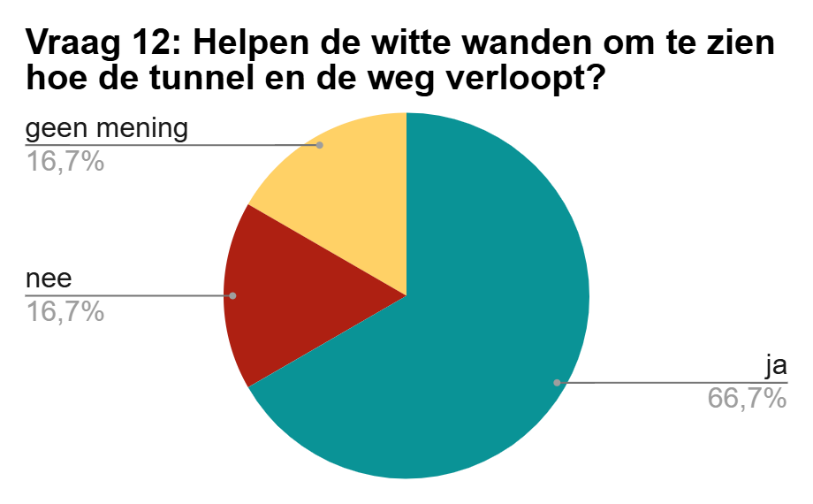 Vraag 12: Helpen de witte wanden om te zien
hoe de tunnel en de weg verloopt?
geen mening
16,7%
nee
16,7%
ja
66,7%